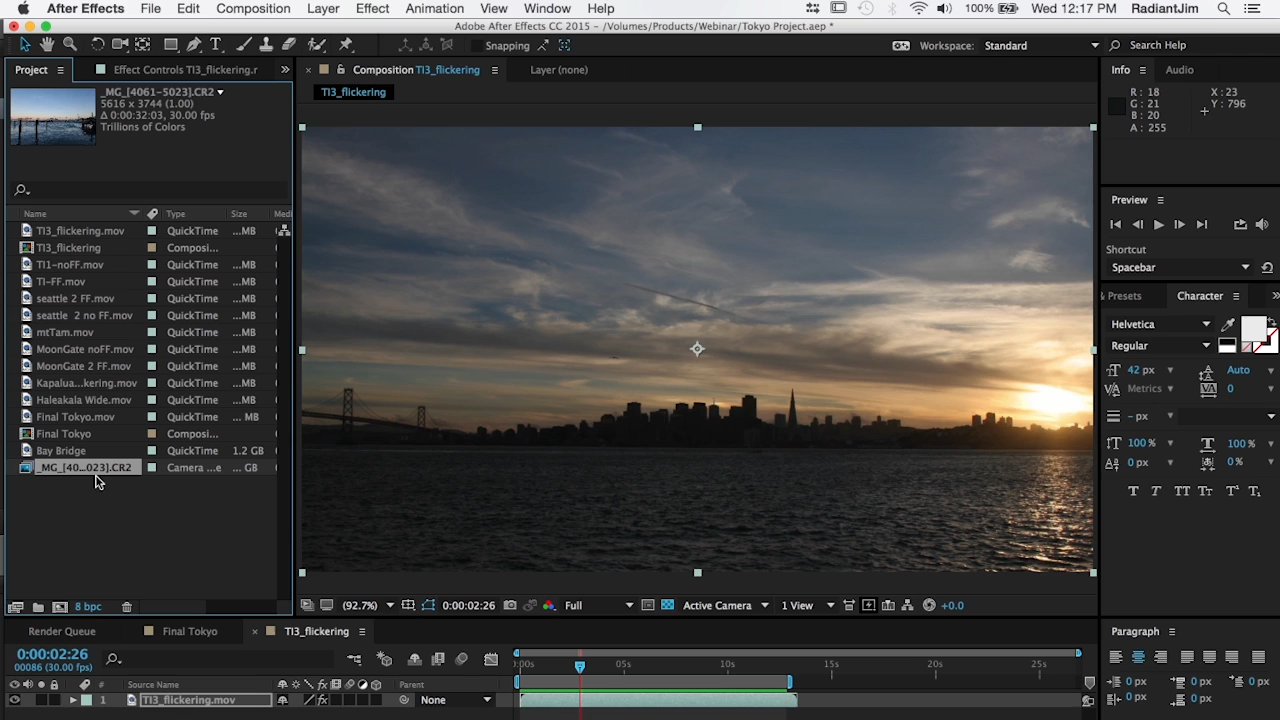 After Effects File Edit Composition Layer Effect Animation View Window Help 100% Wed 12:17 PM RadiantJim
Adobe After Effects CC 2015 - /Volumes/Products/Webinar/Tokyo Project.aep *
Snapping Workspace: Standard Search Help
Project Effect Controls TI3_flickering.r Composition TI3_flickering Layer (none) Info Audio
TI3_flickering
_MG_[4061-5023].CR2
5616 x 3744 (1.00)
Δ 0:00:32:03, 30.00 fps
Trillions of Colors
R: 18 X: 23
G: 21 Y: 796
B: 20
A: 255
Preview
Shortcut
Spacebar
Name Type Size Medi
TI3_flickering.mov QuickTime ...MB
TI3_flickering Composi...
TI1-noFF.mov QuickTime ...MB
TI-FF.mov QuickTime ...MB
seattle 2 FF.mov QuickTime ...MB
seattle 2 no FF.mov QuickTime ...MB
mtTam.mov QuickTime ...MB
MoonGate noFF.mov QuickTime ...MB
MoonGate 2 FF.mov QuickTime ...MB
Kapalua...kering.mov QuickTime ...MB
Haleakala Wide.mov QuickTime ...MB
Final Tokyo.mov QuickTime ... MB
Final Tokyo Composi...
Bay Bridge QuickTime 1.2 GB
_MG_[40...023].CR2 Camera ...e ... GB
Presets Character
Helvetica
Regular
42 px Auto
Metrics 0
- px
100 % 100 %
0 px 0 %
T T TT Tr T¹ T₁
8 bpc
(92.7%) 0:00:02:26 Full Active Camera 1 View +0.0
Render Queue Final Tokyo TI3_flickering
0:00:02:26
00086 (30.00 fps)
):00s 05s 10s 15s 20s 25s
# Source Name fx Parent
1 TI3_flickering.mov fx None
Paragraph
0 px 0 px 0 px
0 px 0 px